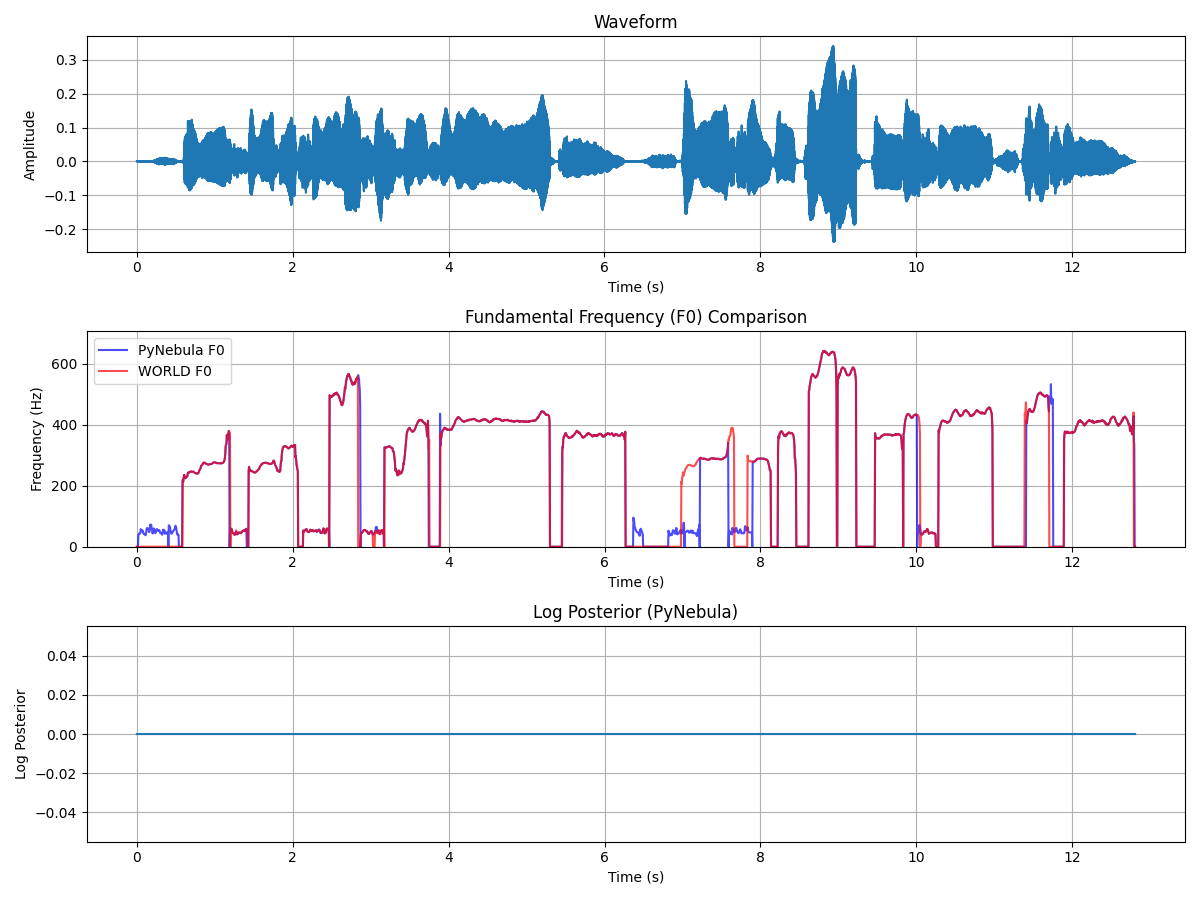 Waveform
0.3
0.2
0.1
0.0
−0.1
−0.2
Amplitude
0 2 4 6 8 10 12
Time (s)
Fundamental Frequency (F0) Comparison
PyNebula F0
WORLD F0
600
400
200
0
Frequency (Hz)
0 2 4 6 8 10 12
Time (s)
Log Posterior (PyNebula)
0.04
0.02
0.00
−0.02
−0.04
Log Posterior
0 2 4 6 8 10 12
Time (s)